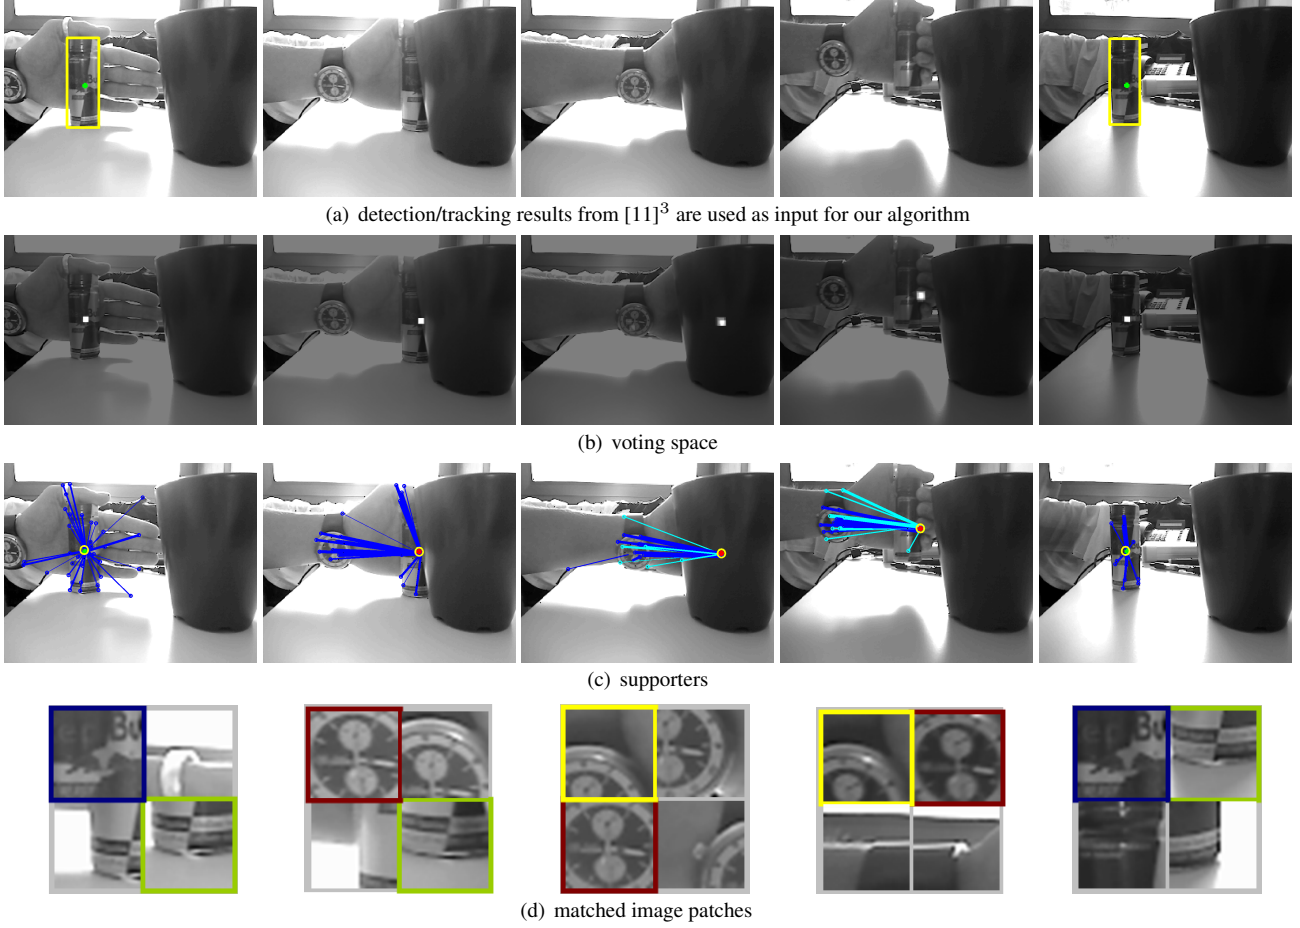 (a) detection/tracking results from [11]³ are used as input for our algorithm
(b) voting space
(c) supporters
(d) matched image patches